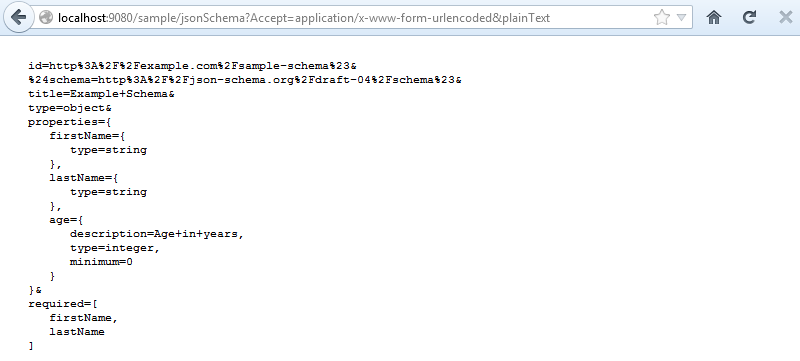 localhost:9080/sample/jsonSchema?Accept=application/x-www-form-urlencoded&plainText
id=http%3A%2F%2Fexample.com%2Fsample-schema%23&
%24schema=http%3A%2F%2Fjson-schema.org%2Fdraft-04%2Fschema%23&
title=Example+Schema&
type=object&
properties={
   firstName={
      type=string
   },
   lastName={
      type=string
   },
   age={
      description=Age+in+years,
      type=integer,
      minimum=0
   }
}&
required=[
   firstName,
   lastName
]